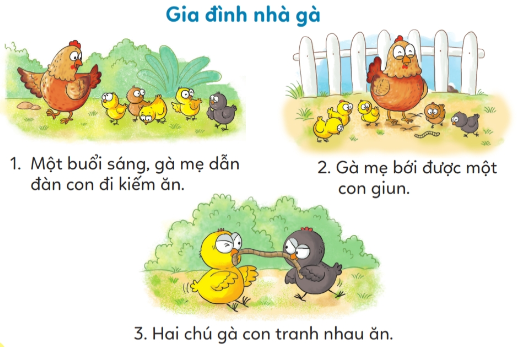 Gia đình nhà gà
1. Một buổi sáng, gà mẹ dẫn
đàn con đi kiếm ăn.
2. Gà mẹ bới được một
con giun.
3. Hai chú gà con tranh nhau ăn.